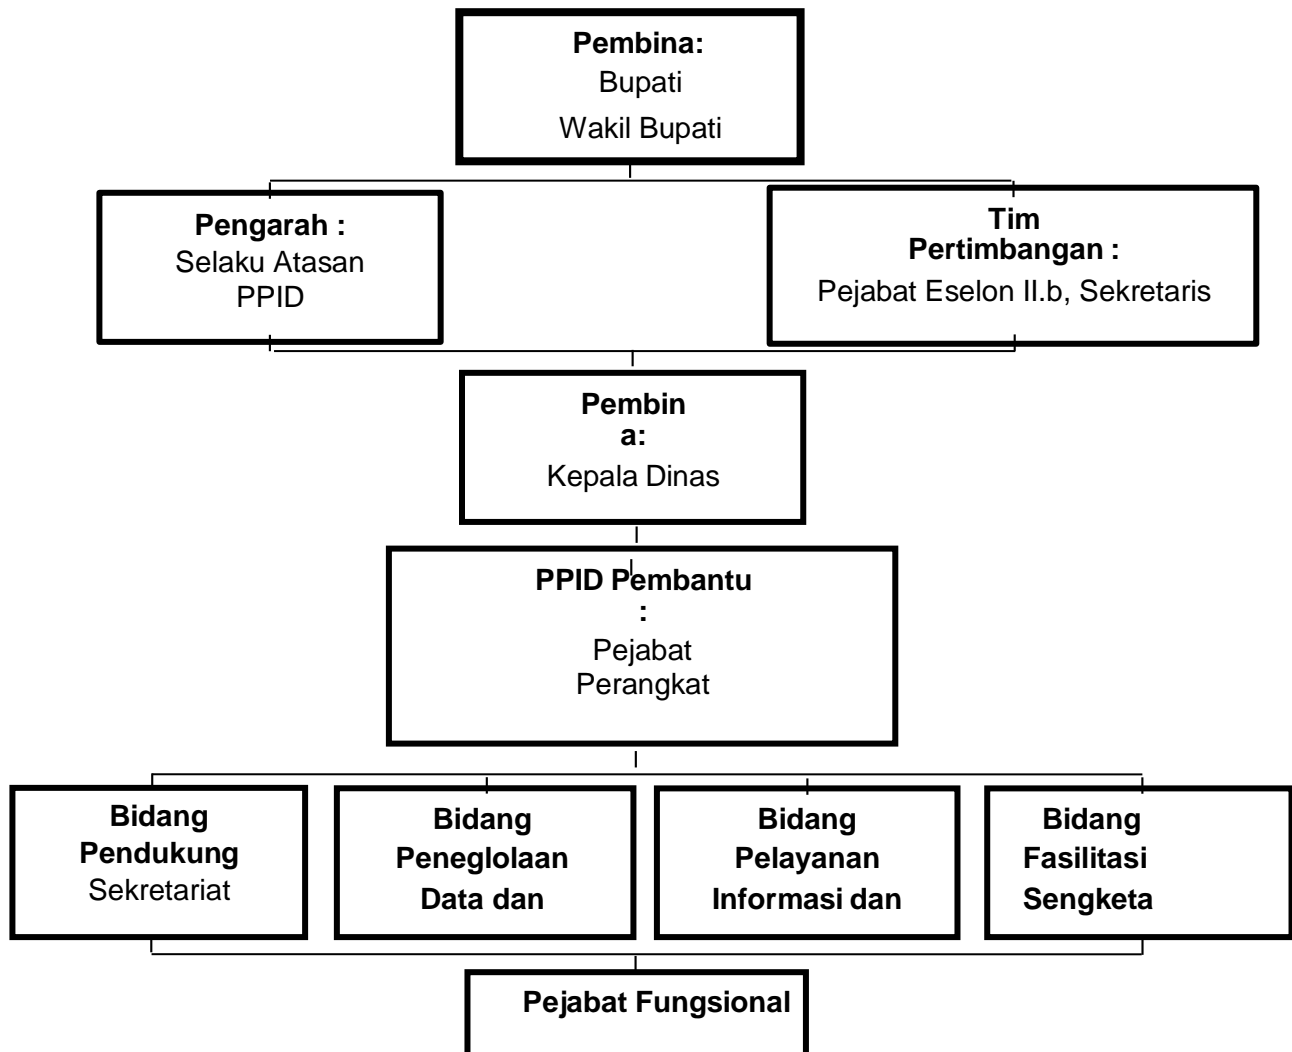 Pembina:
Bupati
Wakil Bupati
Pengarah :
Selaku Atasan
PPID
Tim
Pertimbangan :
Pejabat Eselon II.b, Sekretaris
Pembin
a:
Kepala Dinas
PPID Pembantu
:
Pejabat
Perangkat
Bidang
Pendukung
Sekretariat
Bidang
Peneglolaan
Data dan
Bidang
Pelayanan
Informasi dan
Bidang
Fasilitasi
Sengketa
Pejabat Fungsional